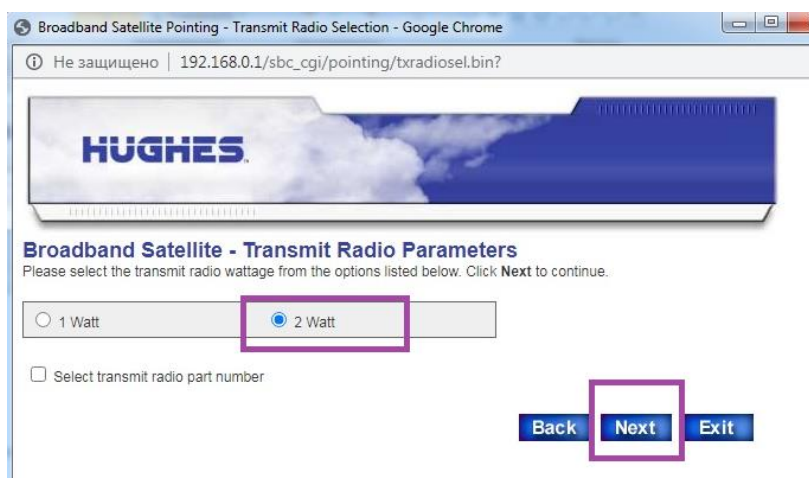 Broadband Satellite Pointing - Transmit Radio Selection - Google Chrome
Не защищено | 192.168.0.1/sbc_cgi/pointing/txradiosel.bin?
HUGHES
Broadband Satellite - Transmit Radio Parameters
Please select the transmit radio wattage from the options listed below. Click Next to continue.
1 Watt 2 Watt
Select transmit radio part number
Back Next Exit